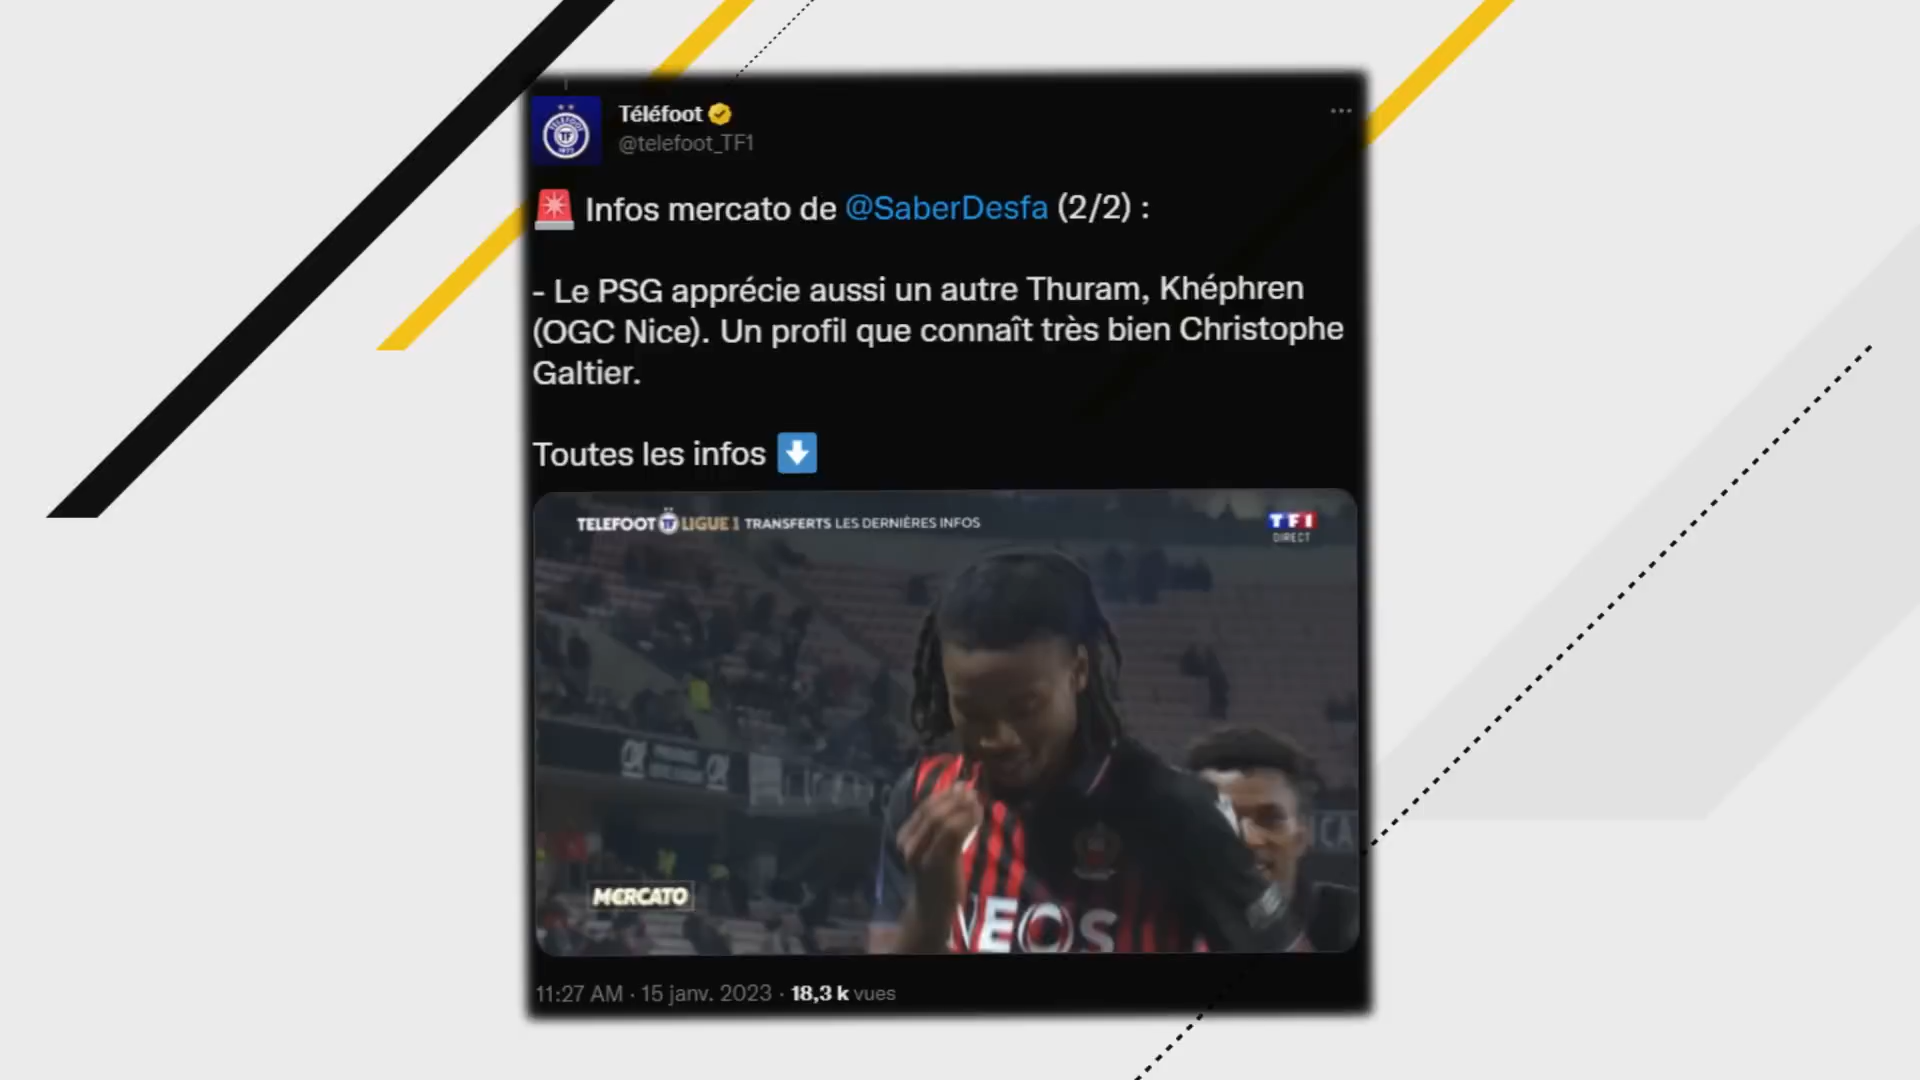 Téléfoot
@telefoot_TF1
Infos mercato de @SaberDesfa (2/2) :
- Le PSG apprécie aussi un autre Thuram, Khéphren
(OGC Nice). Un profil que connaît très bien Christophe
Galtier.
Toutes les infos
TELEFOOT TF LIGUE 1 TRANSFERTS LES DERNIÈRES INFOS
TF1
DIRECT
MERCATO
NEOS
11:27 AM · 15 janv. 2023 · 18,3 k vues